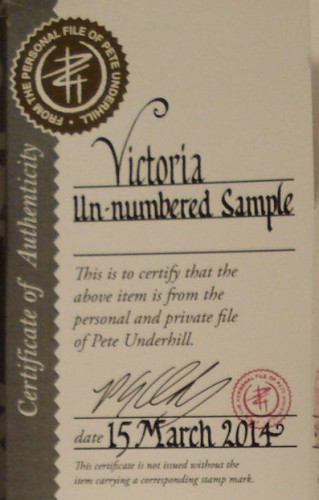 FROM THE PERSONAL FILE OF PETE UNDERHILL
Certificate of Authenticity
Victoria
Un-numbered Sample
This is to certify that the
above item is from the
personal and private file
of Pete Underhill.
date 15 March 2014
This certificate is not issued without the
item carrying a corresponding stamp mark.